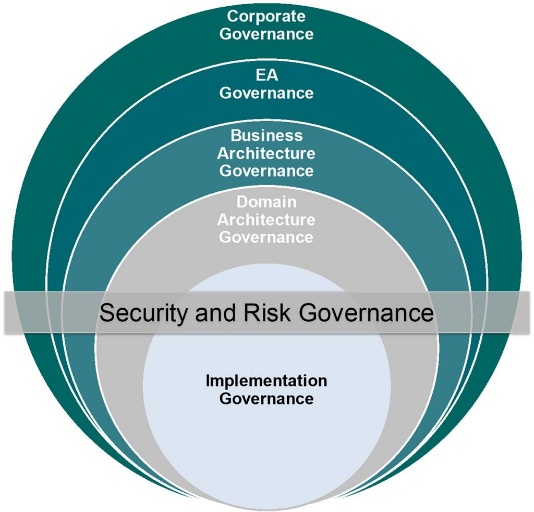 Corporate
Governance
EA
Governance
Business
Architecture
Governance
Domain
Architecture
Governance
Security and Risk Governance
Implementation
Governance